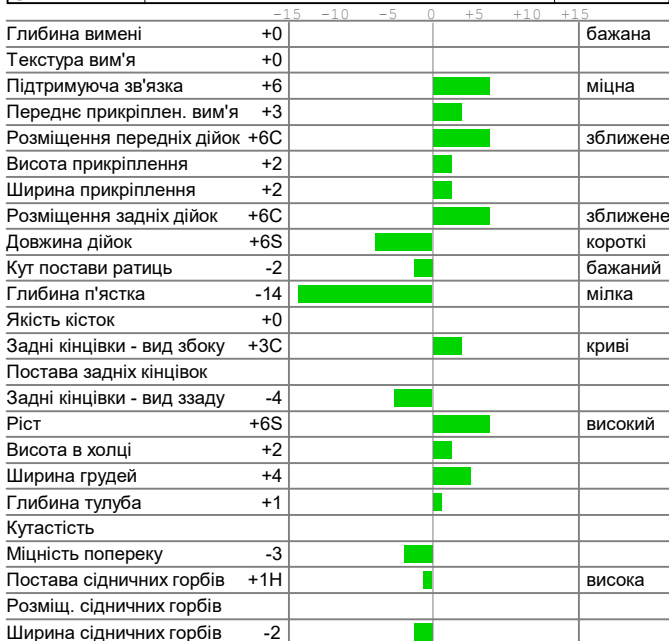 -15 -10 -5 0 +5 +10 +15
Глибина вимені +0 бажана
Текстура вим'я +0
Підтримуюча зв'язка +6 міцна
Переднє прикріплен. вим'я +3
Розміщення передніх дійок +6C зближене
Висота прикріплення +2
Ширина прикріплення +2
Розміщення задніх дійок +6C зближене
Довжина дійок +6S короткі
Кут постави ратиць -2 бажаний
Глибина п'ястка -14 мілка
Якість кісток +0
Задні кінцівки - вид збоку +3C криві
Постава задніх кінцівок
Задні кінцівки - вид ззаду -4
Ріст +6S високий
Висота в холці +2
Ширина грудей +4
Глибина тулуба +1
Кутастість
Міцність попереку -3
Постава сідничних горбів +1H висока
Розміщ. сідничних горбів
Ширина сідничних горбів -2